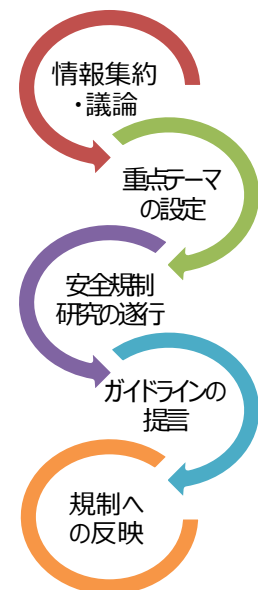 情報集約
・議論
重点テーマ
の設定
安全規制
研究の遂行
ガイドラインの
提言
規制へ
の反映